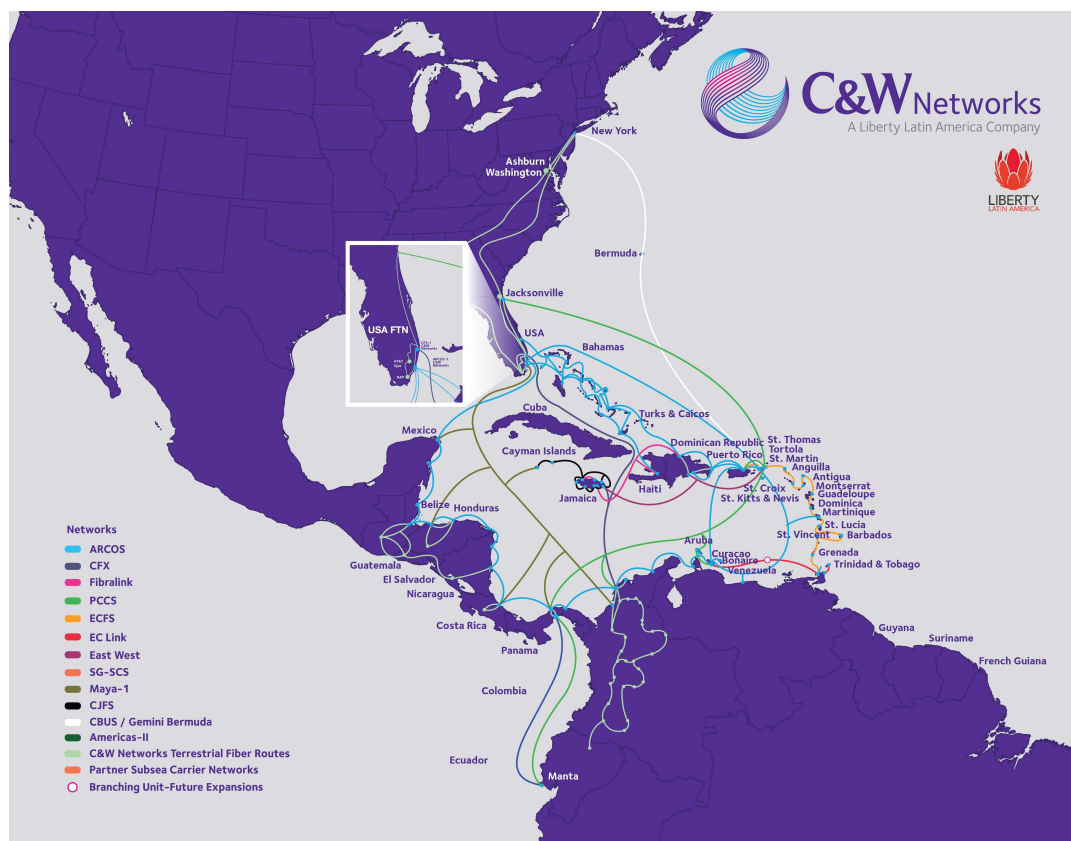 C&W Networks
A Liberty Latin America Company
LIBERTY
LATIN AMERICA
New York
Ashburn
Washington
Bermuda
Jacksonville
USA FTN
USA
Bahamas
Cuba
Turks & Caicos
Mexico
Cayman Islands
Dominican Republic
St. Thomas
Tortola
Puerto Rico
St. Martin
Anguilla
Antigua
Jamaica
Haiti
St. Croix
Montserrat
St. Kitts & Nevis
Guadeloupe
Dominica
Martinique
Belize
Honduras
St. Lucia
St. Vincent
Barbados
Aruba
Curacao
Bonaire
Grenada
Venezuela
Trinidad & Tobago
Guatemala
El Salvador
Nicaragua
Costa Rica
Panama
Guyana
Suriname
French Guiana
Colombia
Ecuador
Manta
Networks
ARCOS
CFX
Fibralink
PCCS
ECFS
EC Link
East West
SG-SCS
Maya-1
CJFS
CBUS / Gemini Bermuda
Americas-II
C&W Networks Terrestrial Fiber Routes
Partner Subsea Carrier Networks
Branching Unit-Future Expansions